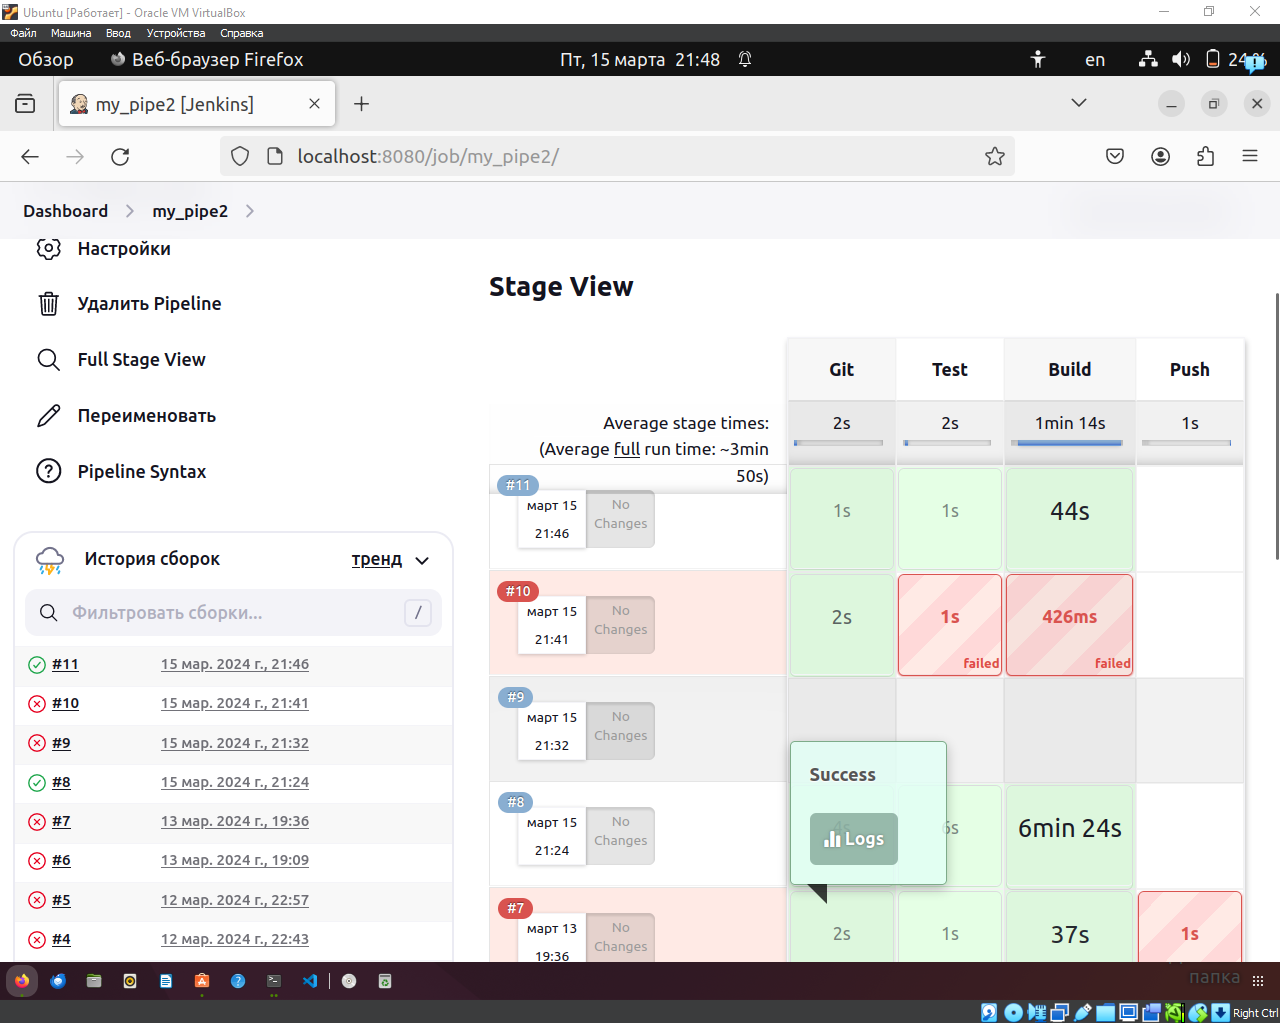 Ubuntu [Работает] - Oracle VM VirtualBox
Файл Машина Ввод Устройства Справка
Обзор Веб-браузер Firefox Пт, 15 марта 21:48 en 24 %
my_pipe2 [Jenkins]
localhost:8080/job/my_pipe2/
Dashboard my_pipe2
Настройки
Удалить Pipeline
Full Stage View
Переименовать
Pipeline Syntax
История сборок тренд
Фильтровать сборки... /
#11 15 мар. 2024 г., 21:46
#10 15 мар. 2024 г., 21:41
#9 15 мар. 2024 г., 21:32
#8 15 мар. 2024 г., 21:24
#7 13 мар. 2024 г., 19:36
#6 13 мар. 2024 г., 19:09
#5 12 мар. 2024 г., 22:57
#4 12 мар. 2024 г., 22:43
Stage View
Git Test Build Push
Average stage times: 2s 2s 1min 14s 1s
(Average full run time: ~3min
50s)
#11
март 15
21:46
No
Changes
1s 1s 44s
#10
март 15
21:41
No
Changes
2s 1s 426ms
failed failed
#9
март 15
21:32
No
Changes
#8
март 15
21:24
No
Changes
4s 6s 6min 24s
Success
Logs
#7
март 13
19:36
No
Changes
2s 1s 37s 1s
папка
Right Ctrl